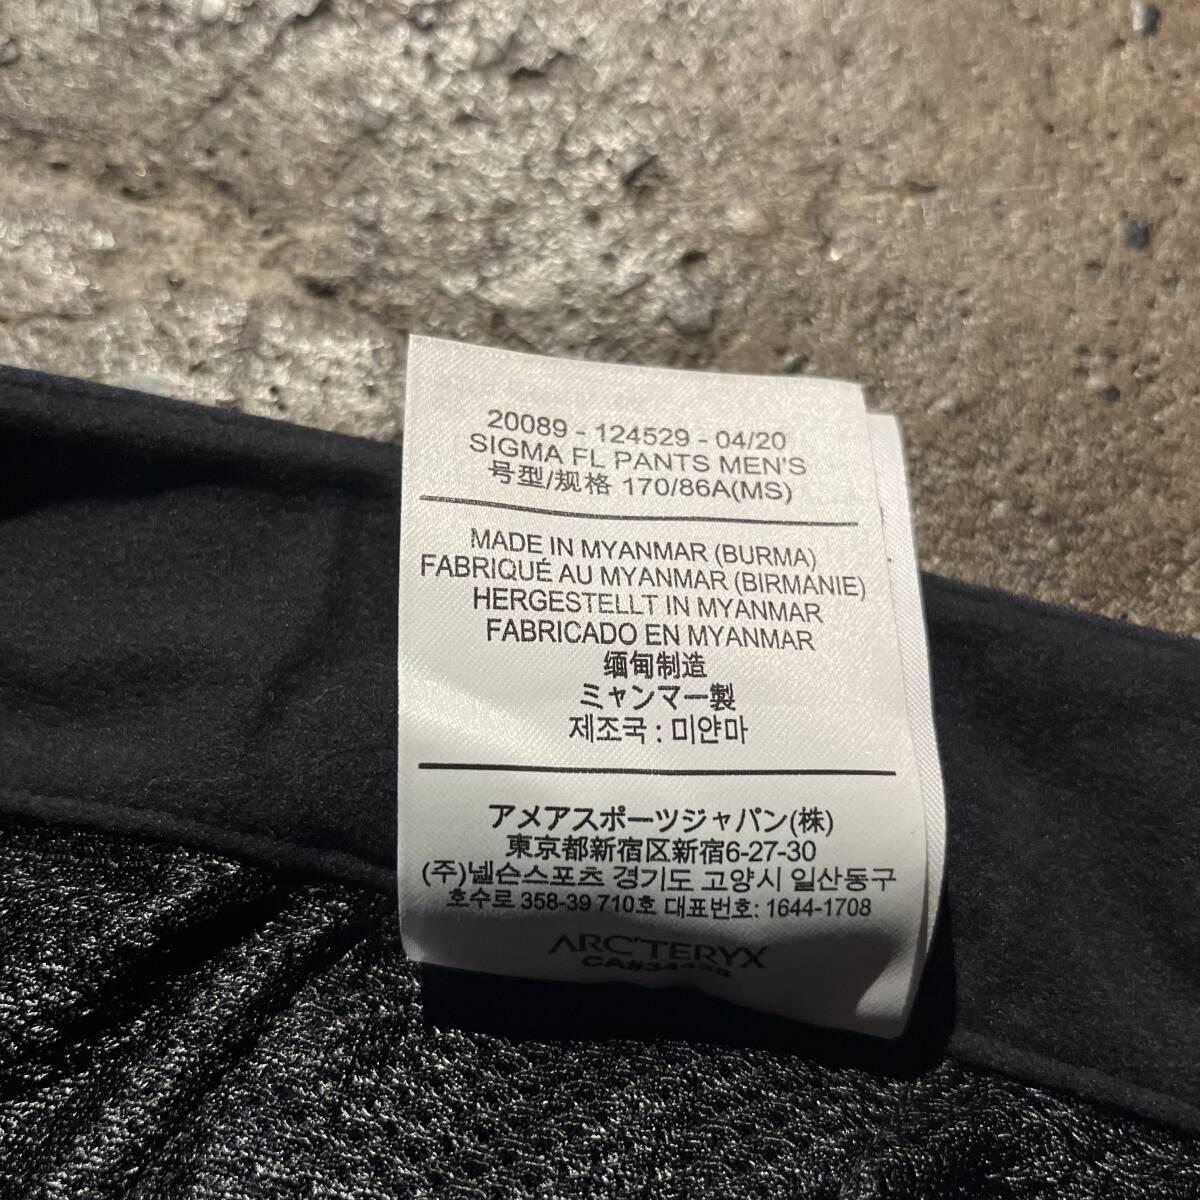 20089 - 124529 - 04/20
SIGMA FL PANTS MEN'S
号型/规格 170/86A(MS)
MADE IN MYANMAR (BURMA)
FABRIQUÉ AU MYANMAR (BIRMANIE)
HERGESTELLT IN MYANMAR
FABRICADO EN MYANMAR
缅甸制造
ミャンマー製
제조국 : 미얀마
アメアスポーツジャパン(株)
東京都新宿区新宿6-27-30
(주)넬슨스포츠 경기도 고양시 일산동구
호수로 358-39 710호 대표번호: 1644-1708
ARC'TERYX